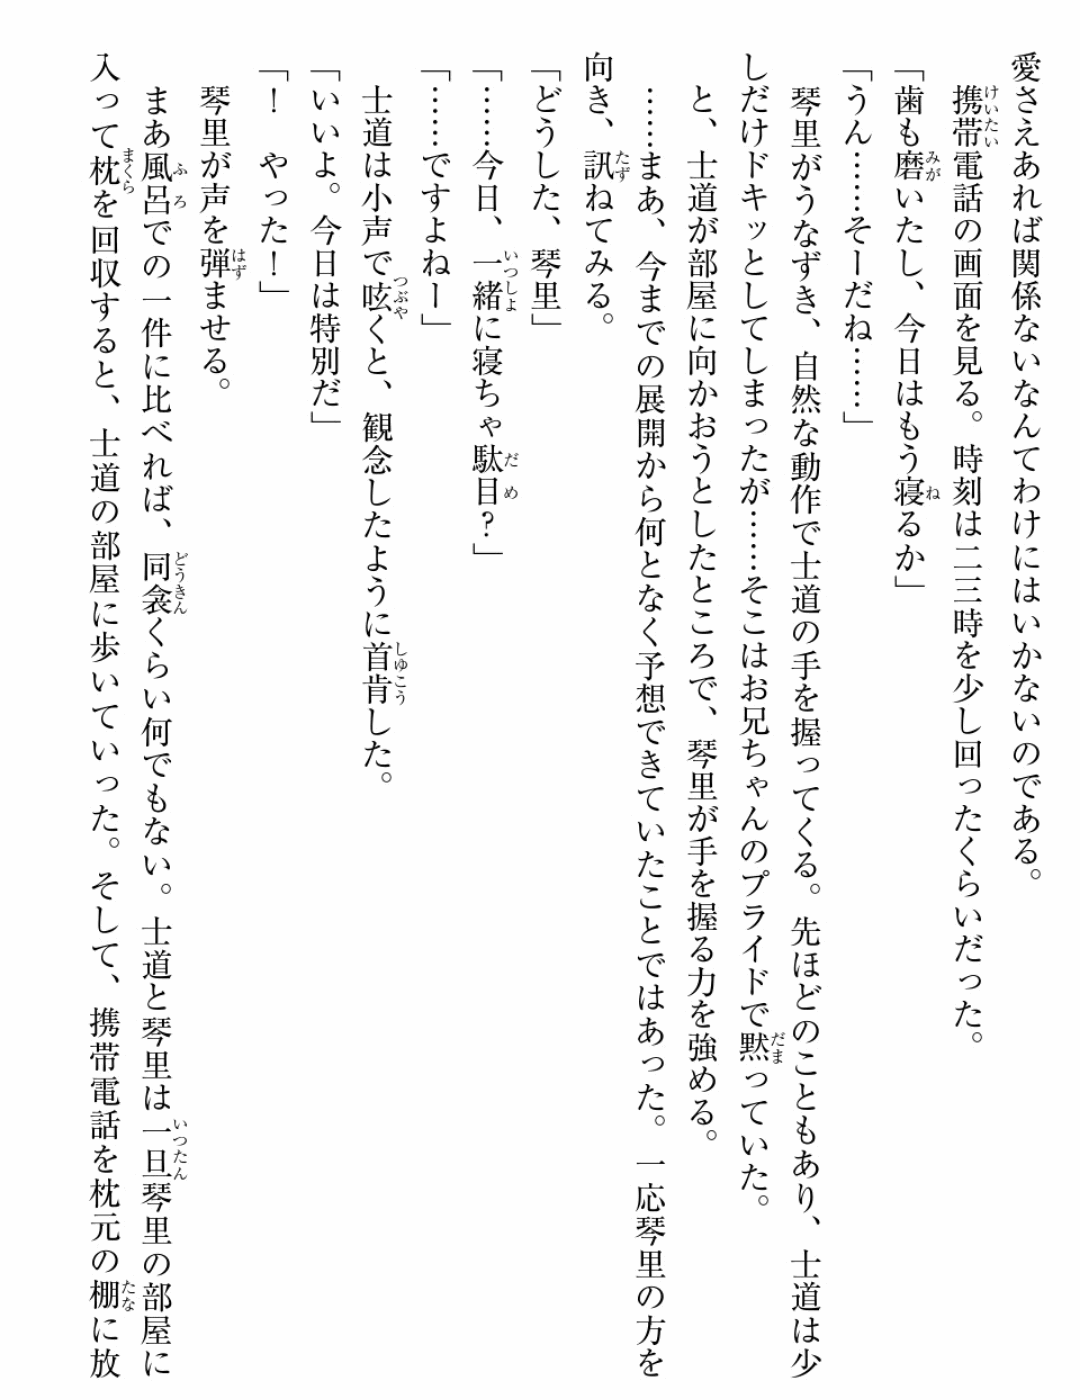 愛さえあれば関係ないなんてわけにはいかないのである。
　携帯電話の画面を見る。時刻は二三時を少し回ったくらいだった。
「歯も磨いたし、今日はもう寝るか」
「うん……そーだね……」
　琴里がうなずき、自然な動作で士道の手を握ってくる。先ほどのこともあり、士道は少
しだけドキッとしてしまったが……そこはお兄ちゃんのプライドで黙っていた。
　と、士道が部屋に向かおうとしたところで、琴里が手を握る力を強める。
　……まあ、今までの展開から何となく予想できていたことではあった。一応琴里の方を
向き、訊ねてみる。
「どうした、琴里」
「……今日、一緒に寝ちゃ駄目？」
「……ですよねー」
　士道は小声で呟くと、観念したように首肯した。
「いいよ。今日は特別だ」
「！　やった！」
　琴里が声を弾ませる。
　まあ風呂での一件に比べれば、同衾くらい何でもない。士道と琴里は一旦琴里の部屋に
入って枕を回収すると、士道の部屋に歩いていった。そして、携帯電話を枕元の棚に放